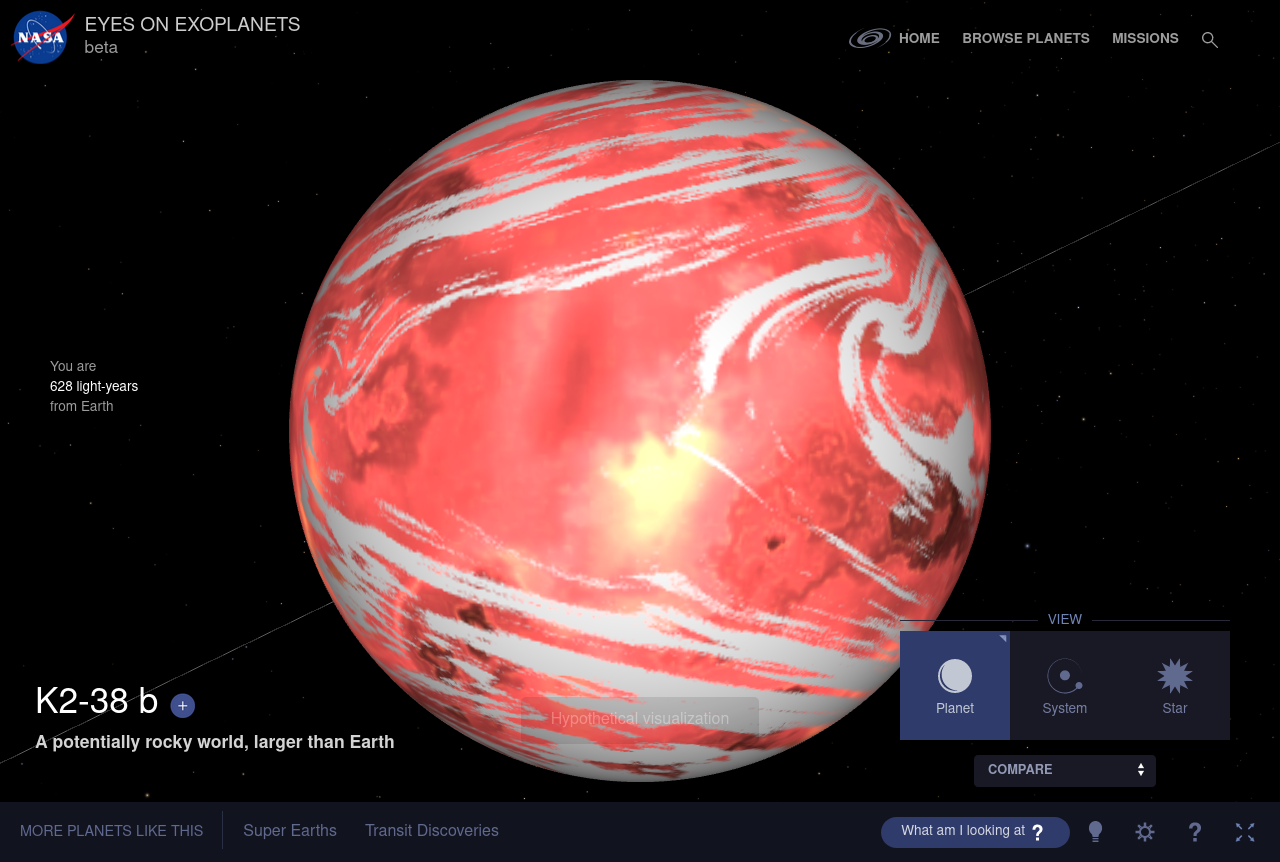 NASA
EYES ON EXOPLANETS
beta
HOME
BROWSE PLANETS
MISSIONS
You are
628 light-years
from Earth
K2-38 b +
A potentially rocky world, larger than Earth
Hypothetical visualization
VIEW
Planet
System
Star
COMPARE
MORE PLANETS LIKE THIS
Super Earths
Transit Discoveries
What am I looking at ?
?